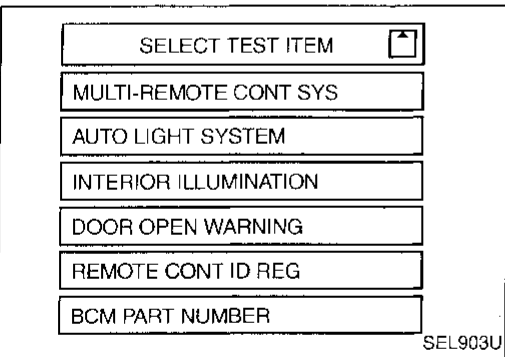 SELECT TEST ITEM
MULTI-REMOTE CONT SYS
AUTO LIGHT SYSTEM
INTERIOR ILLUMINATION
DOOR OPEN WARNING
REMOTE CONT ID REG
BCM PART NUMBER
SEL903U